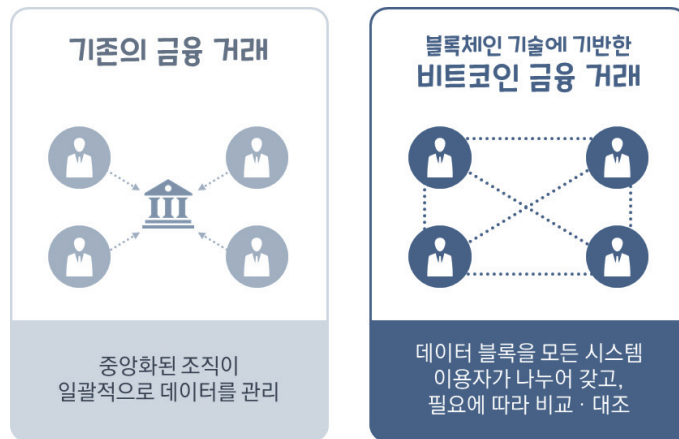 기존의 금융 거래
중앙화된 조직이
일괄적으로 데이터를 관리
블록체인 기술에 기반한
비트코인 금융 거래
데이터 블록을 모든 시스템
이용자가 나누어 갖고,
필요에 따라 비교 · 대조